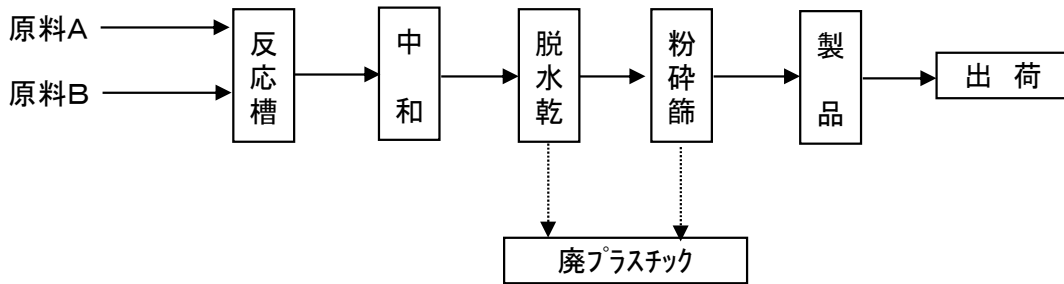 原料A
原料B
反応槽
中和
脱水乾
粉砕篩
製品
出荷
廃プラスチック